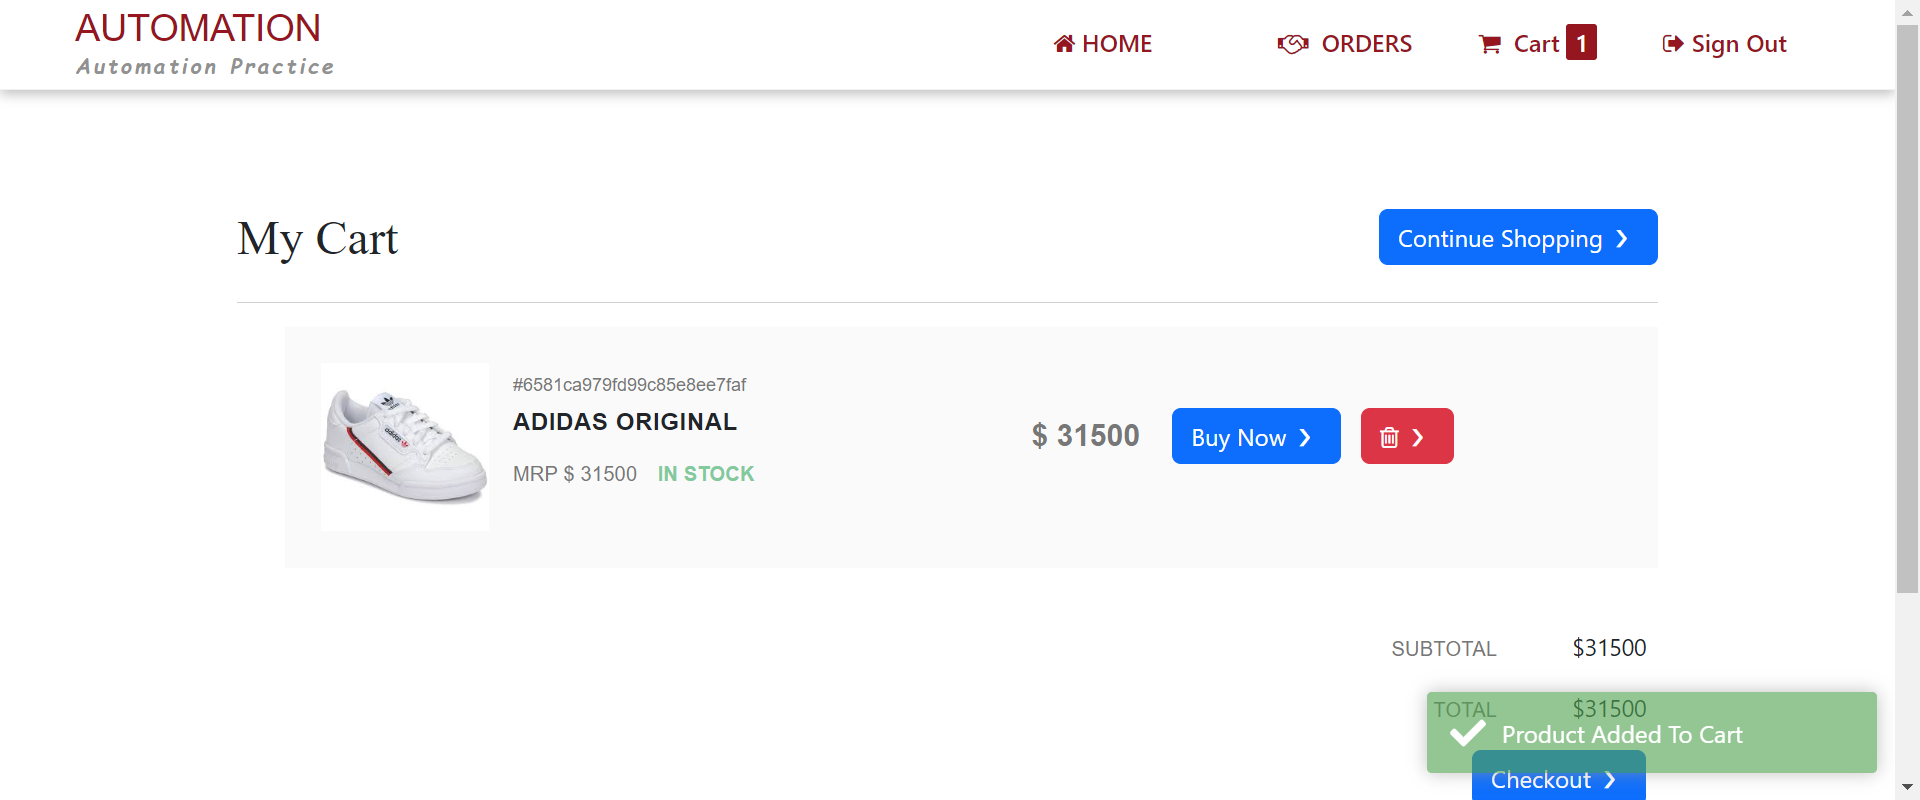 AUTOMATION
Automation Practice
HOME
ORDERS
Cart 1
Sign Out
My Cart
Continue Shopping
#6581ca979fd99c85e8ee7faf
ADIDAS ORIGINAL
MRP $ 31500 IN STOCK
$ 31500
Buy Now
adidas
SUBTOTAL $31500
TOTAL $31500
Product Added To Cart
Checkout